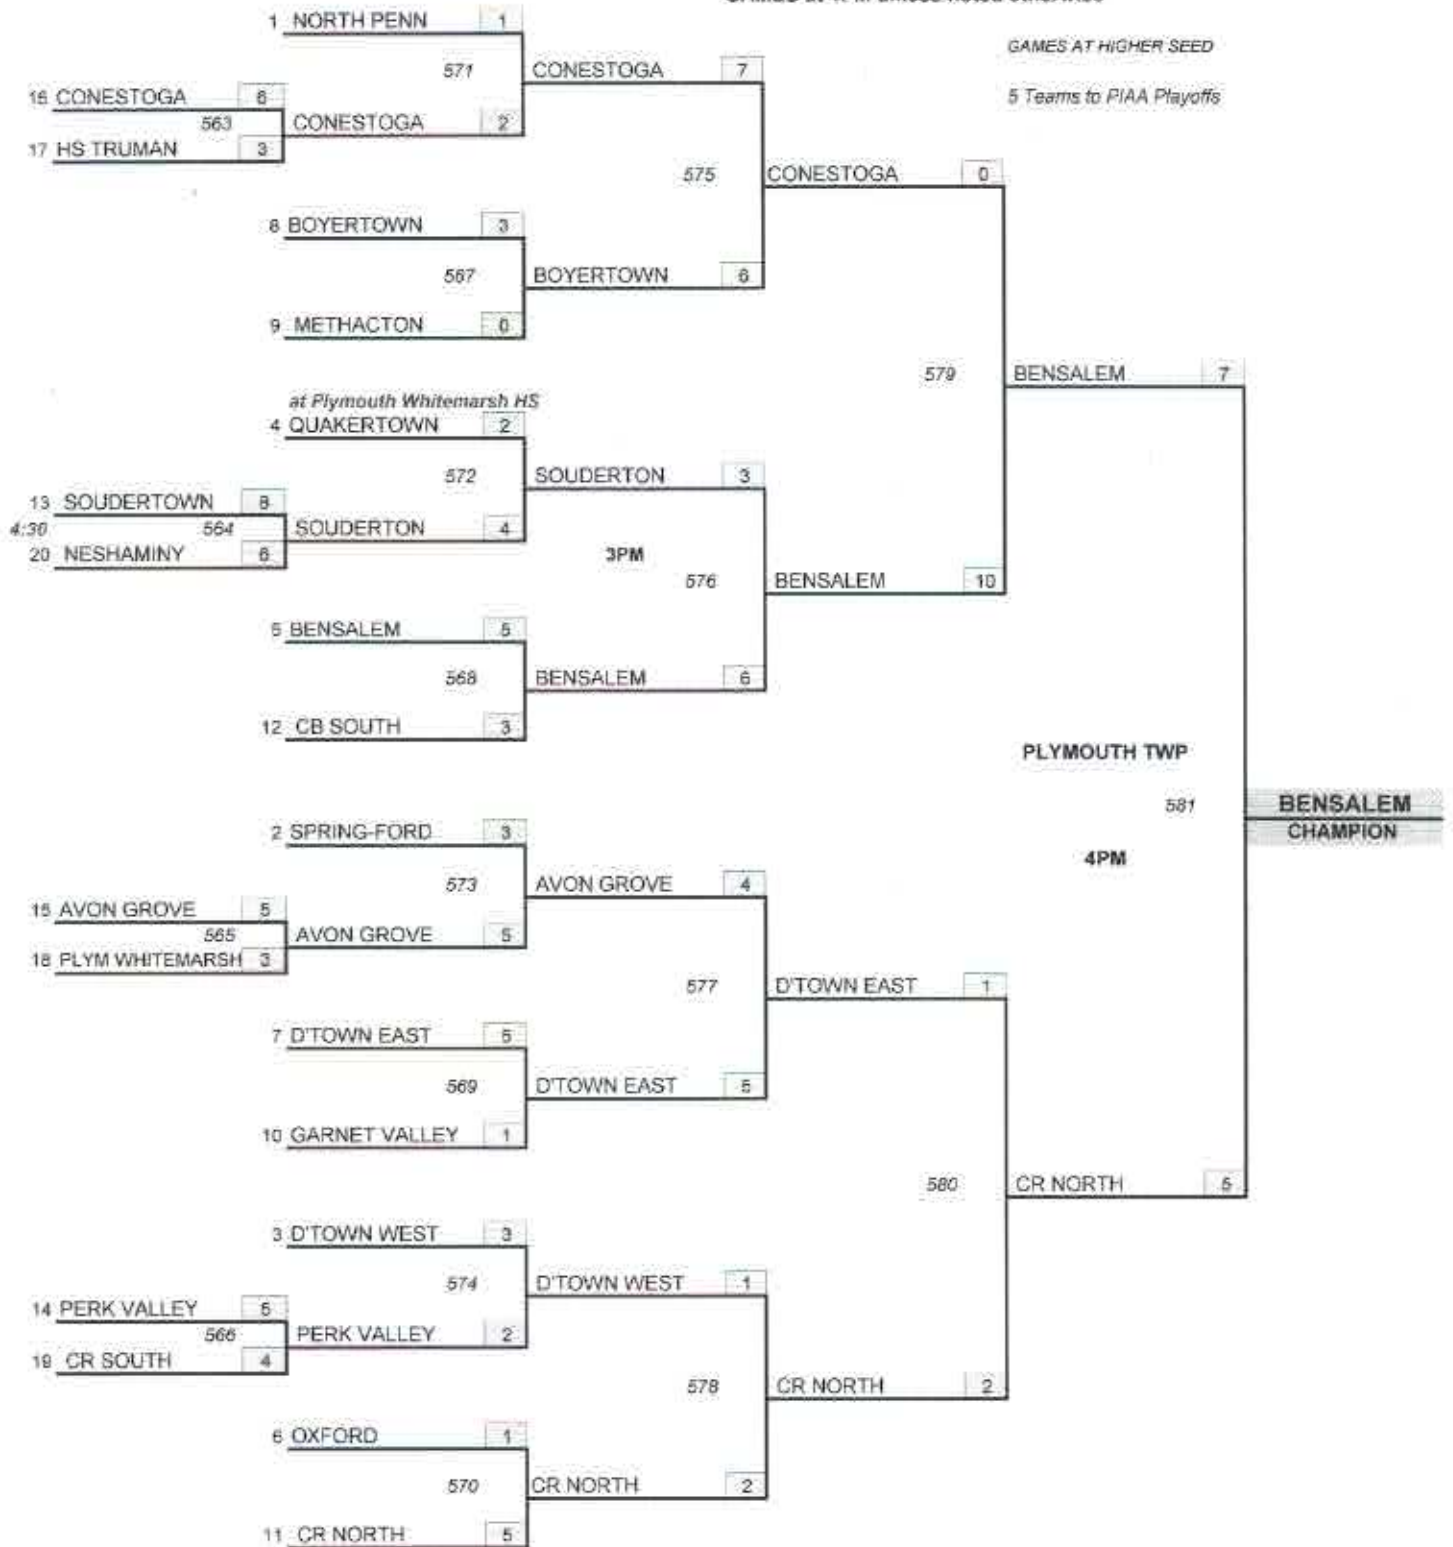 1 NORTH PENN 1
GAMES AT HIGHER SEED
571 CONESTOGA 7
16 CONESTOGA 6
5 Teams to PIAA Playoffs
563 CONESTOGA 2
17 HS TRUMAN 3
575 CONESTOGA 0
8 BOYERTOWN 3
567 BOYERTOWN 6
9 METHACTON 0
579 BENSALEM 7
at Plymouth Whitemarsh HS
4 QUAKERTOWN 2
572 SOUDERTON 3
13 SOUDERTOWN 8
4:30 564 SOUDERTON 4
20 NESHAMINY 6
3PM
576 BENSALEM 10
5 BENSALEM 5
568 BENSALEM 6
12 CB SOUTH 3
PLYMOUTH TWP
581 BENSALEM
CHAMPION
2 SPRING-FORD 3
4PM
573 AVON GROVE 4
15 AVON GROVE 5
565 AVON GROVE 5
18 PLYM WHITEMARSH 3
577 D'TOWN EAST 1
7 D'TOWN EAST 5
569 D'TOWN EAST 5
10 GARNET VALLEY 1
580 CR NORTH 5
3 D'TOWN WEST 3
574 D'TOWN WEST 1
14 PERK VALLEY 5
566 PERK VALLEY 2
19 CR SOUTH 4
578 CR NORTH 2
6 OXFORD 1
570 CR NORTH 2
11 CR NORTH 5